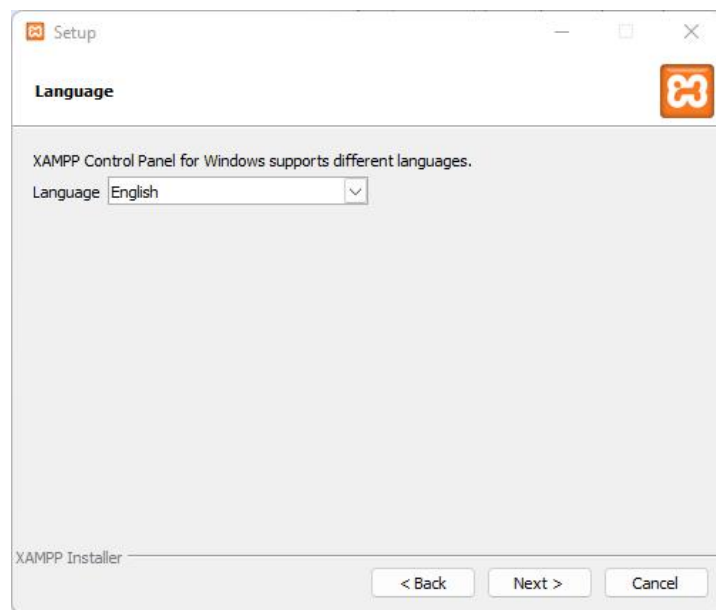 Setup
Language
XAMPP Control Panel for Windows supports different languages.
Language English
XAMPP Installer
< Back Next > Cancel